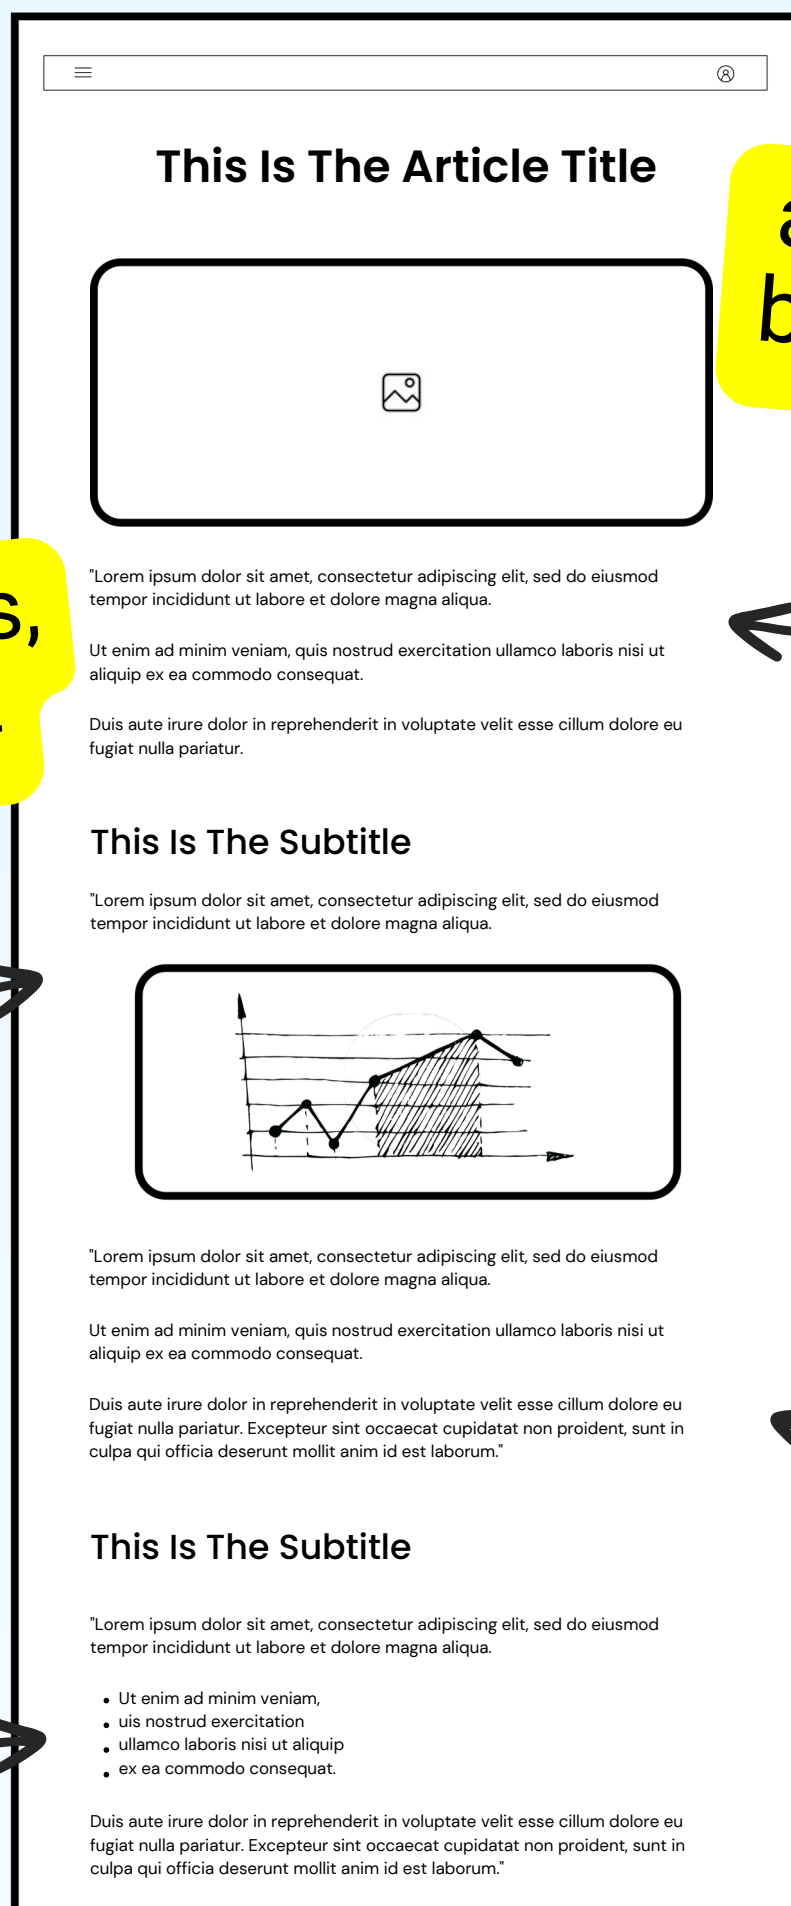 This Is The Article Title
"Lorem ipsum dolor sit amet, consectetur adipiscing elit, sed do eiusmod
tempor incididunt ut labore et dolore magna aliqua.
Ut enim ad minim veniam, quis nostrud exercitation ullamco laboris nisi ut
aliquip ex ea commodo consequat.
Duis aute irure dolor in reprehenderit in voluptate velit esse cillum dolore eu
fugiat nulla pariatur.
This Is The Subtitle
"Lorem ipsum dolor sit amet, consectetur adipiscing elit, sed do eiusmod
tempor incididunt ut labore et dolore magna aliqua.
"Lorem ipsum dolor sit amet, consectetur adipiscing elit, sed do eiusmod
tempor incididunt ut labore et dolore magna aliqua.
Ut enim ad minim veniam, quis nostrud exercitation ullamco laboris nisi ut
aliquip ex ea commodo consequat.
Duis aute irure dolor in reprehenderit in voluptate velit esse cillum dolore eu
fugiat nulla pariatur. Excepteur sint occaecat cupidatat non proident, sunt in
culpa qui officia deserunt mollit anim id est laborum."
This Is The Subtitle
"Lorem ipsum dolor sit amet, consectetur adipiscing elit, sed do eiusmod
tempor incididunt ut labore et dolore magna aliqua.
• Ut enim ad minim veniam,
• uis nostrud exercitation
• ullamco laboris nisi ut aliquip
• ex ea commodo consequat.
Duis aute irure dolor in reprehenderit in voluptate velit esse cillum dolore eu
fugiat nulla pariatur. Excepteur sint occaecat cupidatat non proident, sunt in
culpa qui officia deserunt mollit anim id est laborum."